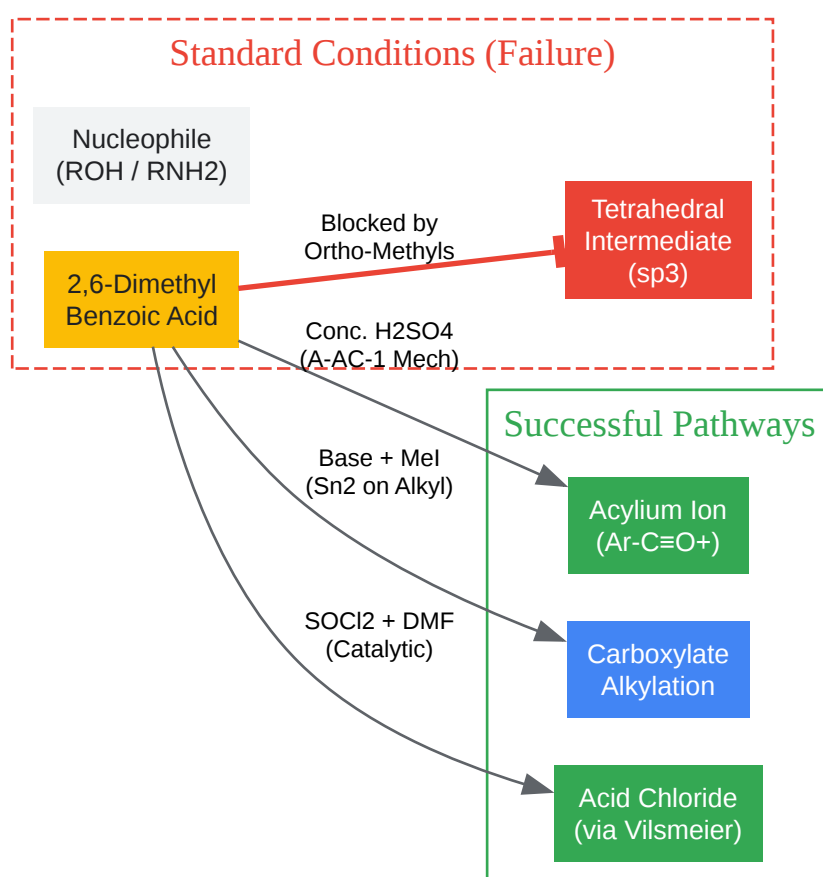 Standard Conditions (Failure)
Nucleophile
(ROH / RNH2)
Blocked by
Ortho-Methyls
Tetrahedral
Intermediate
(sp3)
2,6-Dimethyl
Benzoic Acid
Conc. H2SO4
(A-AC-1 Mech)
Successful Pathways
Base + MeI
(Sn2 on Alkyl)
Acylium Ion
(Ar-C≡O+)
SOCl2 + DMF
(Catalytic)
Carboxylate
Alkylation
Acid Chloride
(via Vilsmeier)